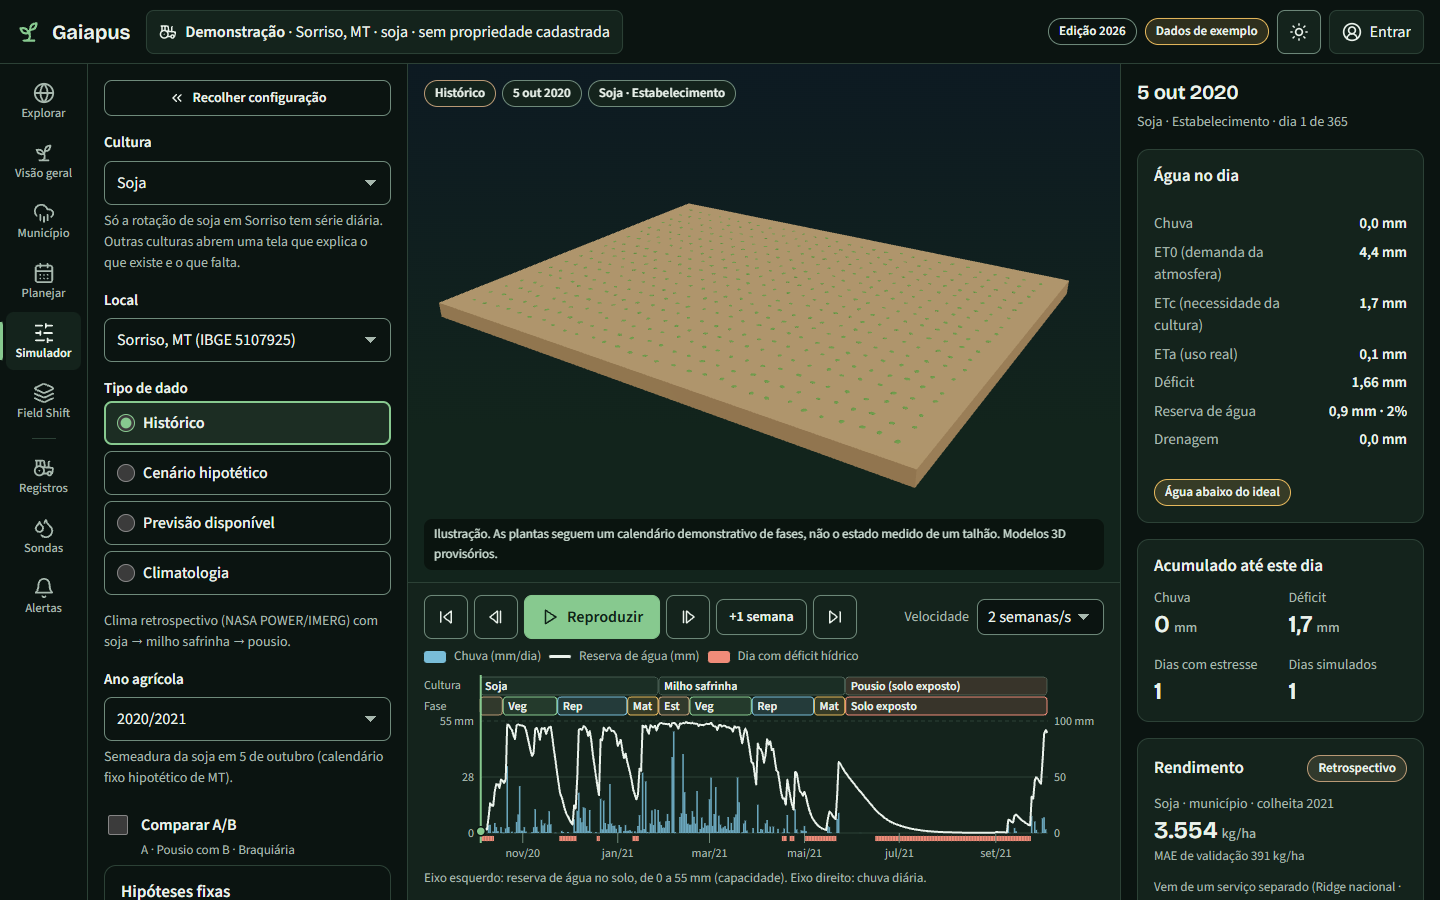 Gaiapus
Demonstração · Sorriso, MT · soja · sem propriedade cadastrada
Edição 2026
Dados de exemplo
Entrar
Explorar
Visão geral
Município
Planejar
Simulador
Field Shift
Registros
Sondas
Alertas
Recolher configuração
Cultura
Soja
Só a rotação de soja em Sorriso tem série diária.
Outras culturas abrem uma tela que explica o
que existe e o que falta.
Local
Sorriso, MT (IBGE 5107925)
Tipo de dado
Histórico
Cenário hipotético
Previsão disponível
Climatologia
Clima retrospectivo (NASA POWER/IMERG) com
soja → milho safrinha → pousio.
Ano agrícola
2020/2021
Semeadura da soja em 5 de outubro (calendário
fixo hipotético de MT).
Comparar A/B
A · Pousio com B · Braquiária
Hipóteses fixas
Histórico
5 out 2020
Soja · Estabelecimento
Ilustração. As plantas seguem um calendário demonstrativo de fases, não o estado medido de um talhão. Modelos 3D
provisórios.
Reproduzir
+1 semana
Velocidade
2 semanas/s
Chuva (mm/dia)
Reserva de água (mm)
Dia com déficit hídrico
Cultura
Soja
Milho safrinha
Pousio (solo exposto)
Fase
Veg
Rep
Mat
Est
Veg
Rep
Mat
Solo exposto
55 mm
100 mm
28
50
0
0
nov/20
jan/21
mar/21
mai/21
jul/21
set/21
Eixo esquerdo: reserva de água no solo, de 0 a 55 mm (capacidade). Eixo direito: chuva diária.
5 out 2020
Soja · Estabelecimento · dia 1 de 365
Água no dia
Chuva 0,0 mm
ET0 (demanda da 4,4 mm
atmosfera)
ETc (necessidade da 1,7 mm
cultura)
ETa (uso real) 0,1 mm
Déficit 1,66 mm
Reserva de água 0,9 mm · 2%
Drenagem 0,0 mm
Água abaixo do ideal
Acumulado até este dia
Chuva
0 mm
Déficit
1,7 mm
Dias com estresse
1
Dias simulados
1
Rendimento
Retrospectivo
Soja · município · colheita 2021
3.554 kg/ha
MAE de validação 391 kg/ha
Vem de um serviço separado (Ridge nacional ·